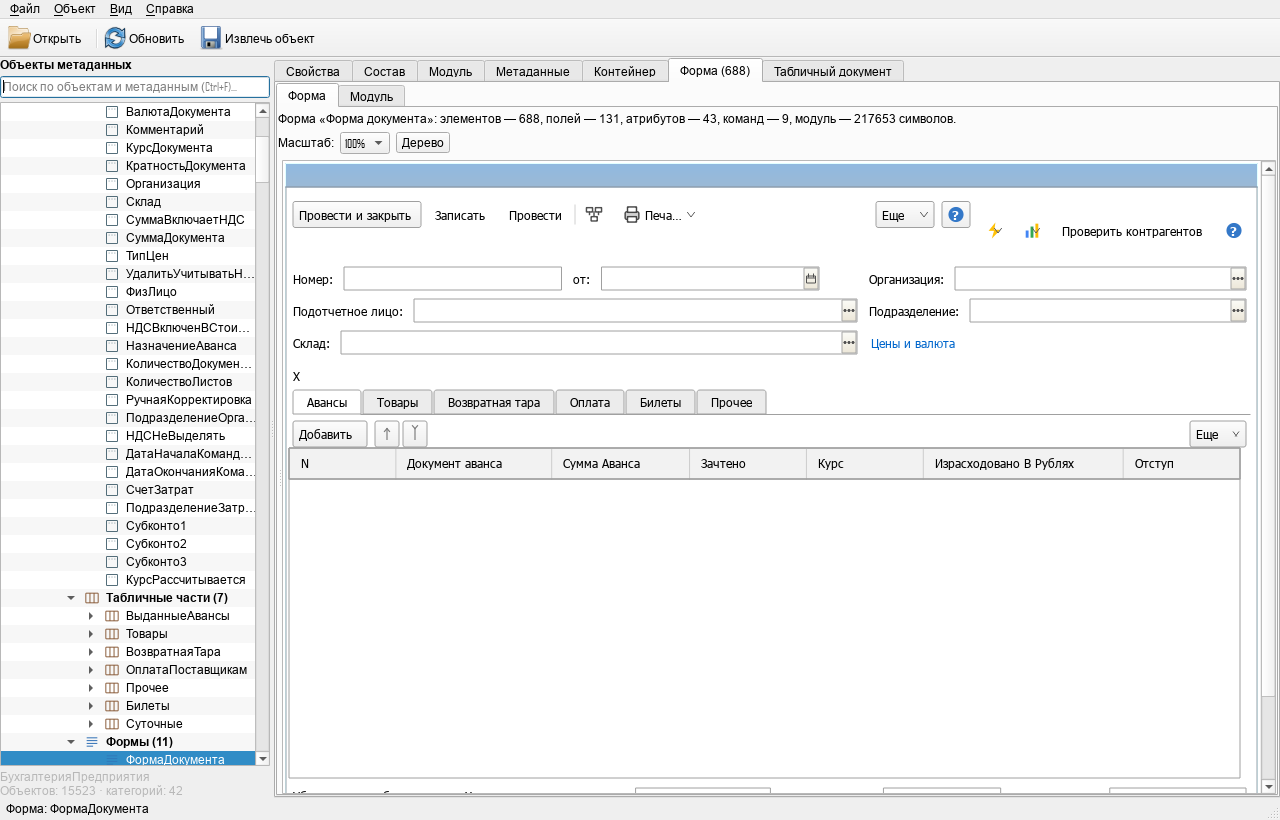 Файл Объект Вид Справка
Открыть Обновить Извлечь объект
Объекты метаданных
Поиск по объектам и метаданным (Ctrl+F)...
ВалютаДокумента
Комментарий
КурсДокумента
КратностьДокумента
Организация
Склад
СуммаВключаетНДС
СуммаДокумента
ТипЦен
УдалитьУчитыватьН...
ФизЛицо
Ответственный
НДСВключенВСтои...
НазначениеАванса
КоличествоДокумен...
КоличествоЛистов
РучнаяКорректировка
ПодразделениеОрга...
НДСНеВыделять
ДатаНачалаКоманд...
ДатаОкончанияКома...
СчетЗатрат
ПодразделениеЗатр...
Субконто1
Субконто2
Субконто3
КурсРассчитывается
Табличные части (7)
ВыданныеАвансы
Товары
ВозвратнаяТара
ОплатаПоставщикам
Прочее
Билеты
Суточные
Формы (11)
ФормаДокумента
БухгалтерияПредприятия
Объектов: 15523 · категорий: 42
Свойства Состав Модуль Метаданные Контейнер Форма (688) Табличный документ
Форма Модуль
Форма «Форма документа»: элементов — 688, полей — 131, атрибутов — 43, команд — 9, модуль — 217653 символов.
Масштаб: 100% Дерево
Провести и закрыть Записать Провести Печа... Еще ?
Проверить контрагентов ?
Номер: от: Организация:
Подотчетное лицо: Подразделение:
Склад: Цены и валюта
X
Авансы Товары Возвратная тара Оплата Билеты Прочее
Добавить Еще
N Документ аванса Сумма Аванса Зачтено Курс Израсходовано В Рублях Отступ
Форма: ФормаДокумента